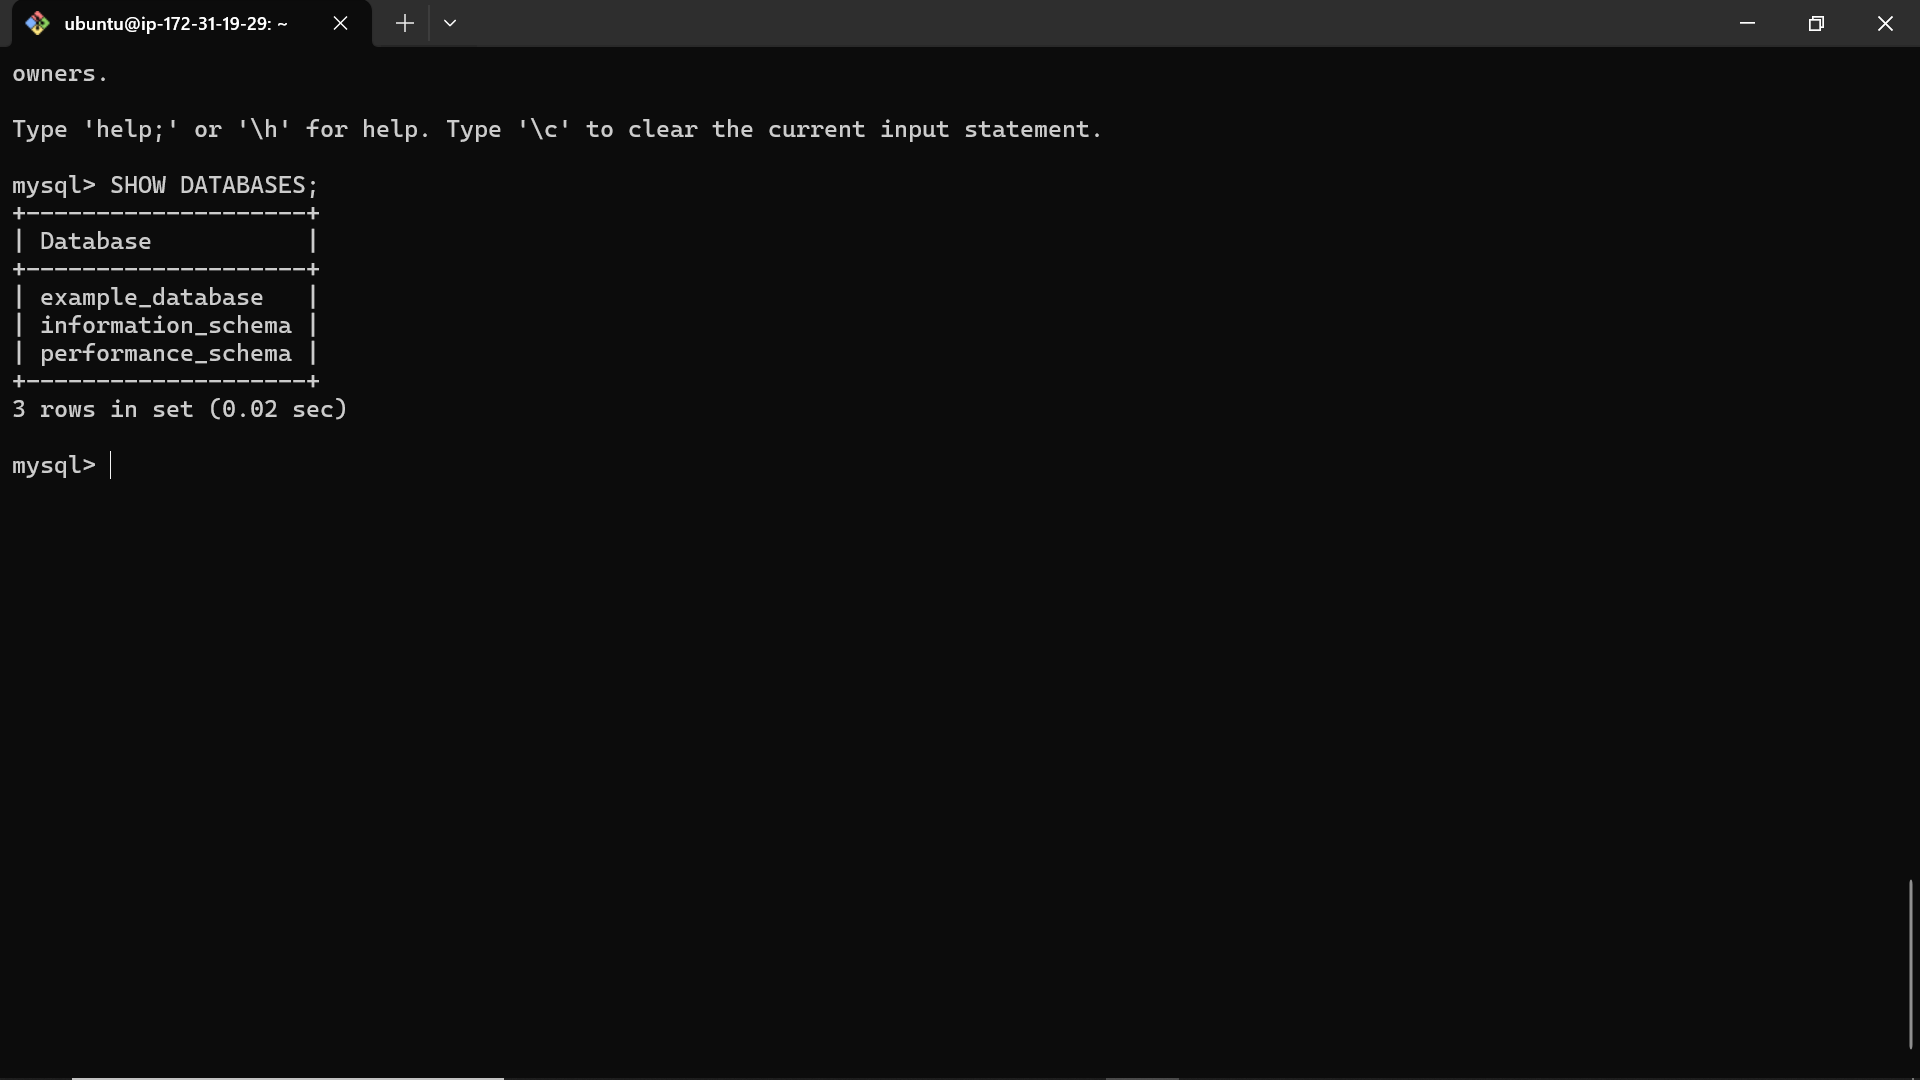 ubuntu@ip-172-31-19-29: ~
owners.
Type 'help;' or '\h' for help. Type '\c' to clear the current input statement.
mysql> SHOW DATABASES;
+--------------------+
| Database           |
+--------------------+
| example_database   |
| information_schema |
| performance_schema |
+--------------------+
3 rows in set (0.02 sec)
mysql>